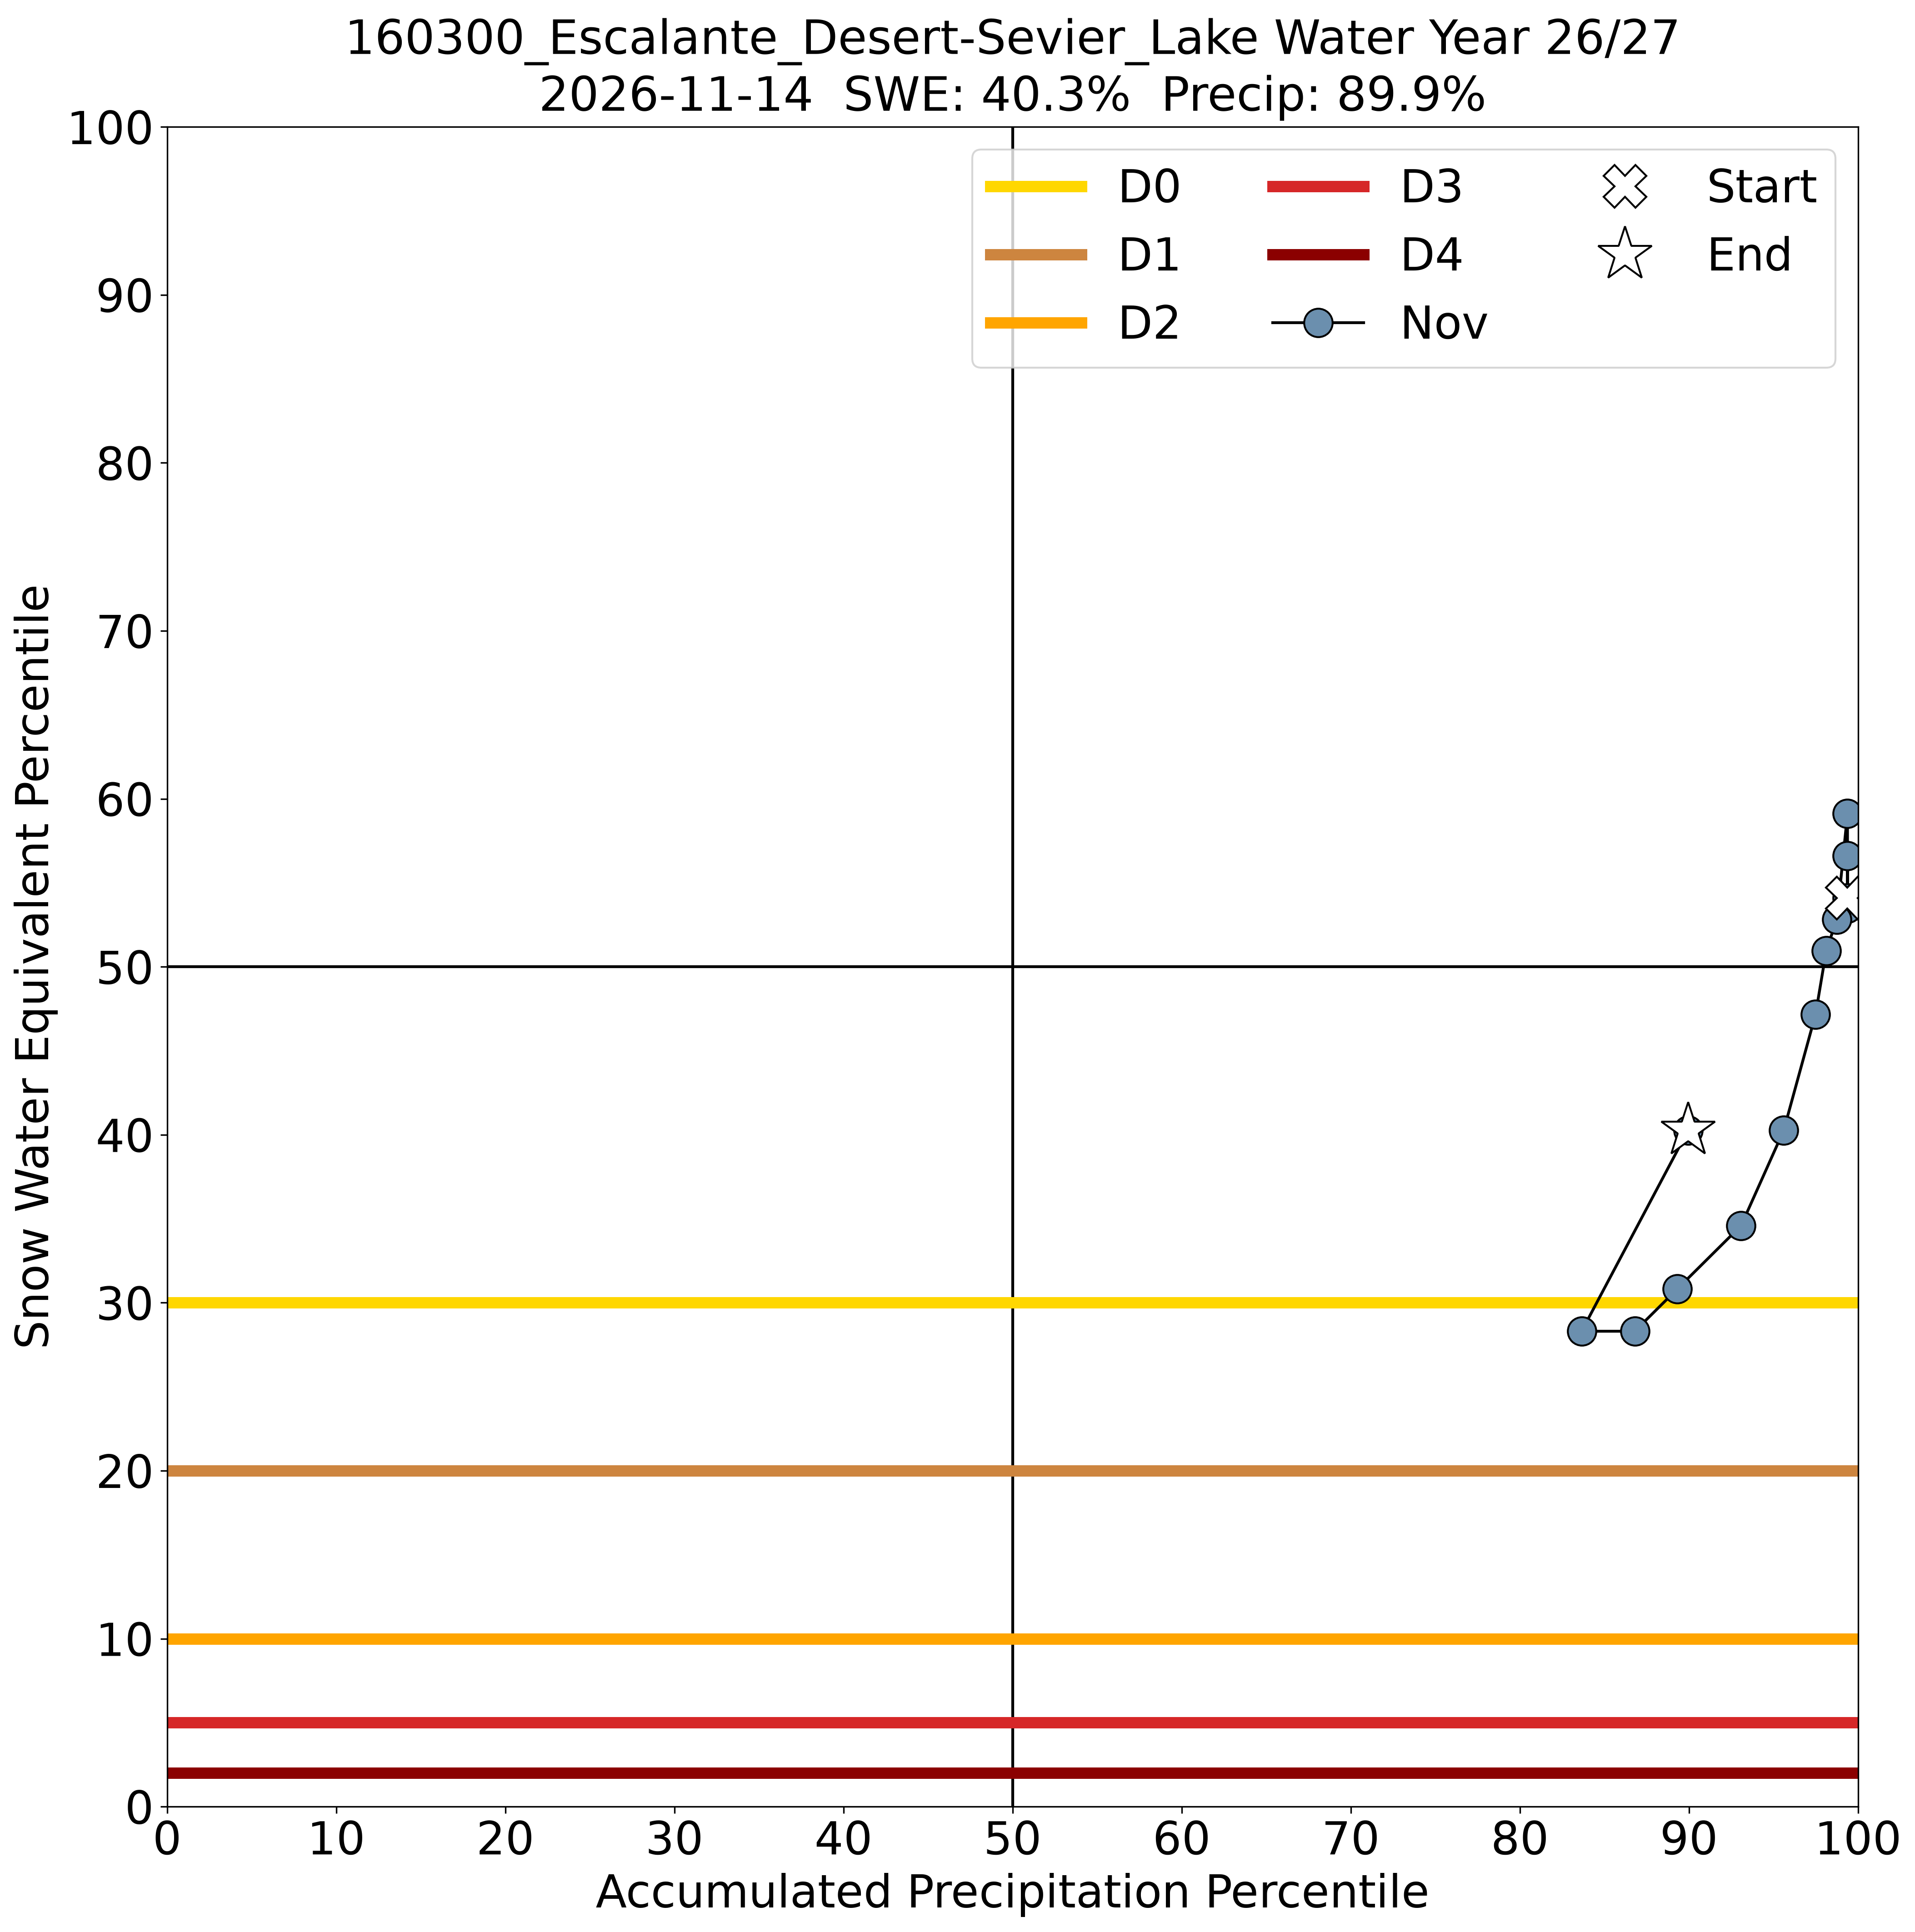 160300_Escalante_Desert-Sevier_Lake Water Year 26/27
2026-11-14  SWE: 40.3%  Precip: 89.9%
D0
D1
D2
D3
D4
Nov
Start
End
Snow Water Equivalent Percentile
100
90
80
70
60
50
40
30
20
10
0
0 10 20 30 40 50 60 70 80 90 100
Accumulated Precipitation Percentile